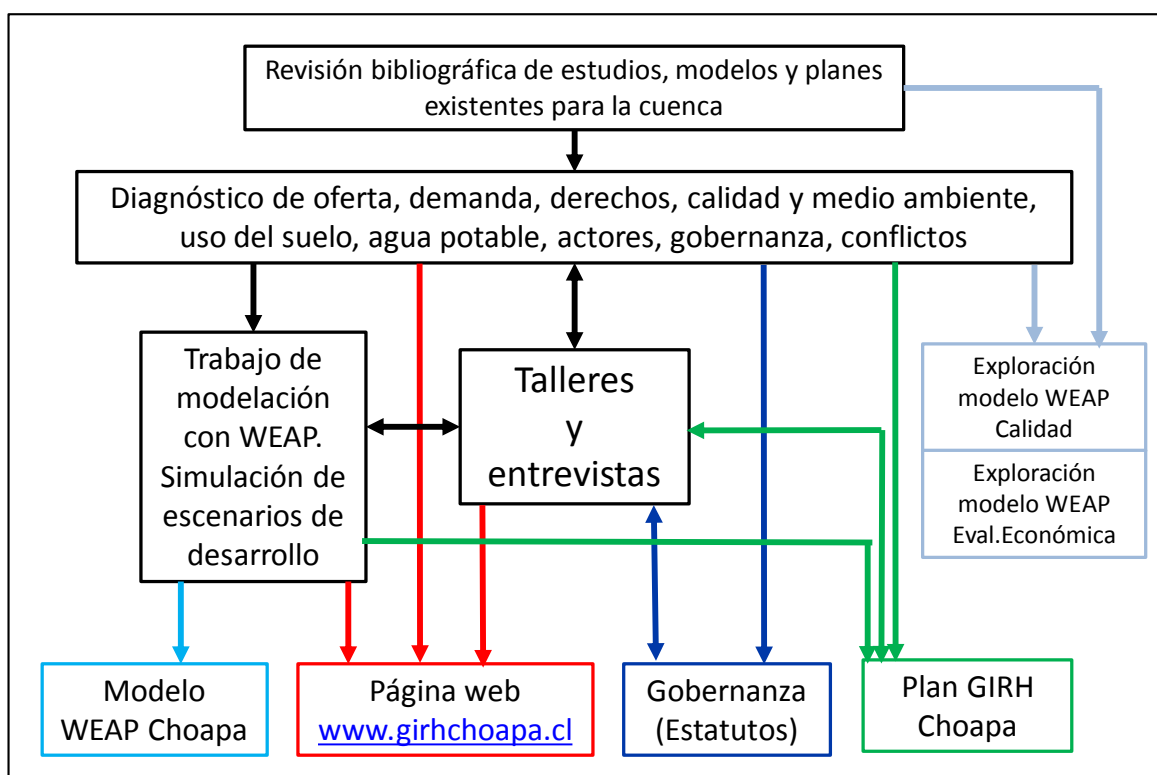 Revisión bibliográfica de estudios, modelos y planes
existentes para la cuenca
Diagnóstico de oferta, demanda, derechos, calidad y medio ambiente,
uso del suelo, agua potable, actores, gobernanza, conflictos
Trabajo de
modelación
con WEAP.
Simulación de
escenarios de
desarrollo
Talleres
y
entrevistas
Exploración
modelo WEAP
Calidad
Exploración
modelo WEAP
Eval.Económica
Modelo
WEAP Choapa
Página web
www.girhchoapa.cl
Gobernanza
(Estatutos)
Plan GIRH
Choapa